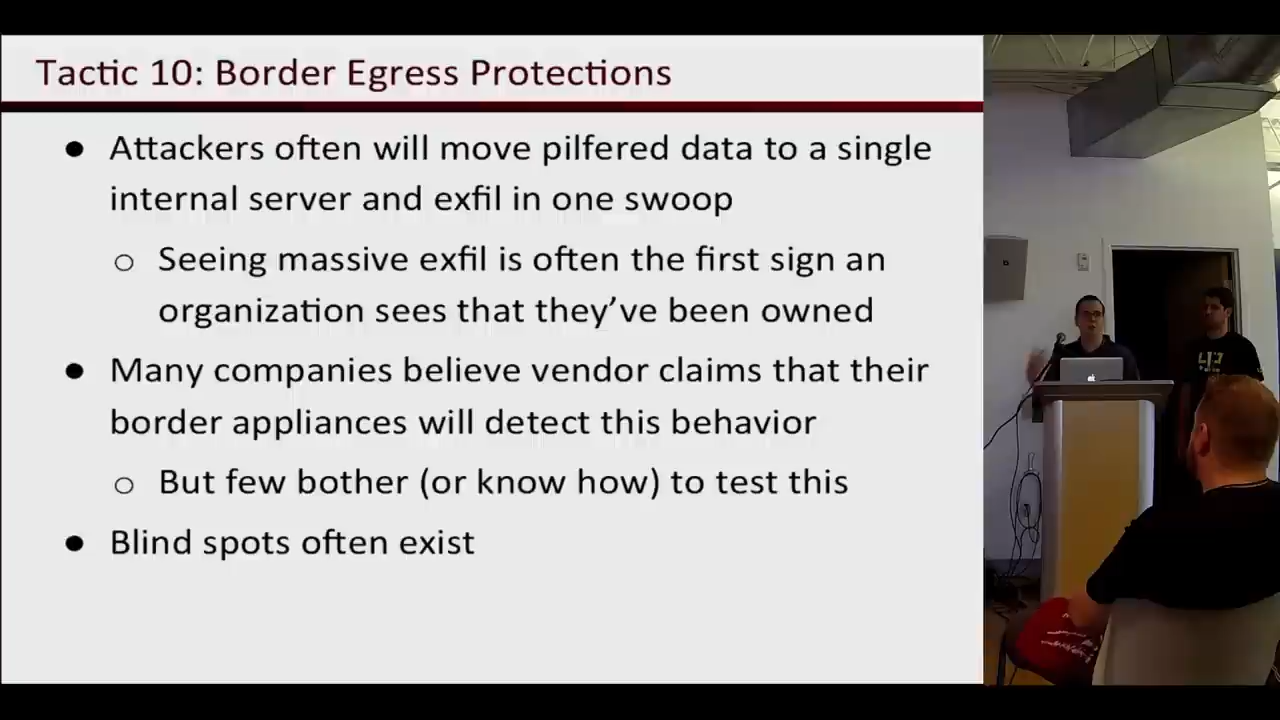 Tactic 10: Border Egress Protections
● Attackers often will move pilfered data to a single
internal server and exfil in one swoop
○ Seeing massive exfil is often the first sign an
organization sees that they've been owned
● Many companies believe vendor claims that their
border appliances will detect this behavior
○ But few bother (or know how) to test this
● Blind spots often exist